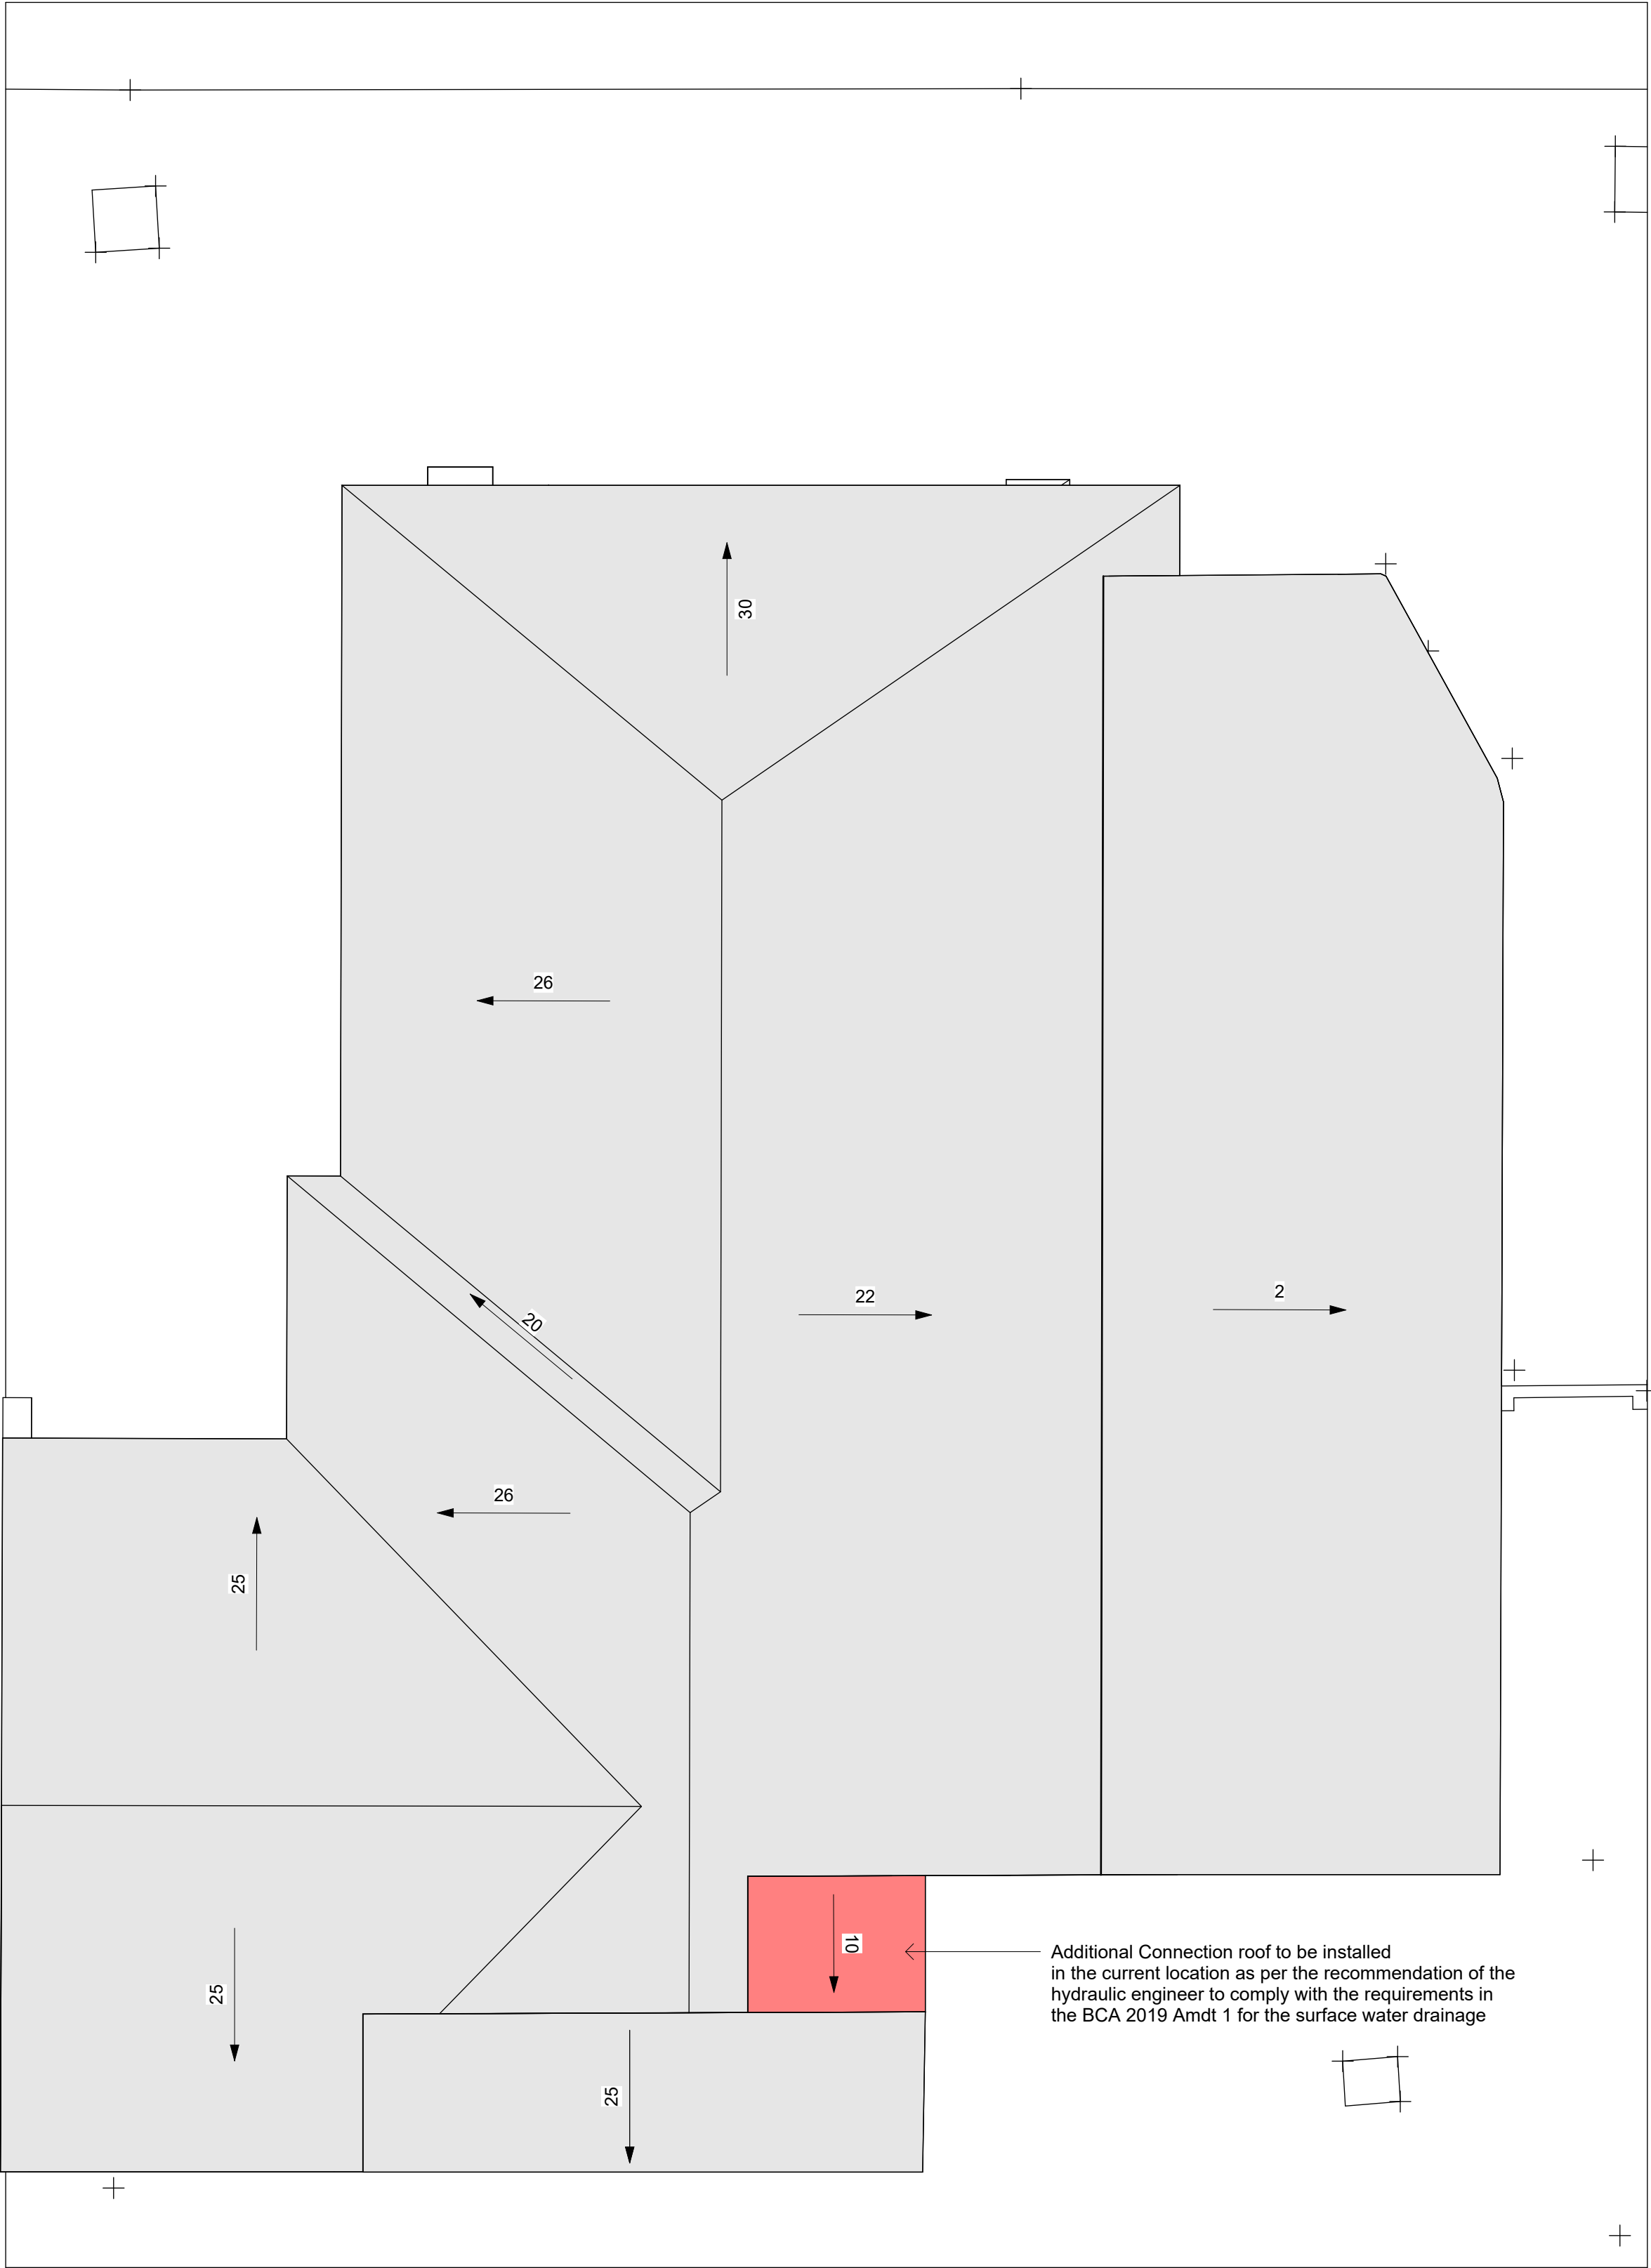 30
26
2
22
20
26
25
10
Additional Connection roof to be installed
in the current location as per the recommendation of the
hydraulic engineer to comply with the requirements in
the BCA 2019 Amdt 1 for the surface water drainage
25
25